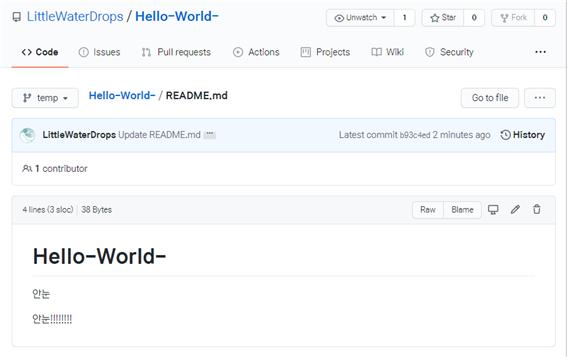 LittleWaterDrops / Hello-World-
Unwatch 1 Star 0 Fork 0
Code Issues Pull requests Actions Projects Wiki Security ...
temp Hello-World- / README.md Go to file ...
LittleWaterDrops Update README.md ... Latest commit b93c4ed 2 minutes ago History
1 contributor
4 lines (3 sloc) 38 Bytes Raw Blame
Hello-World-
안눈
안눈!!!!!!!!